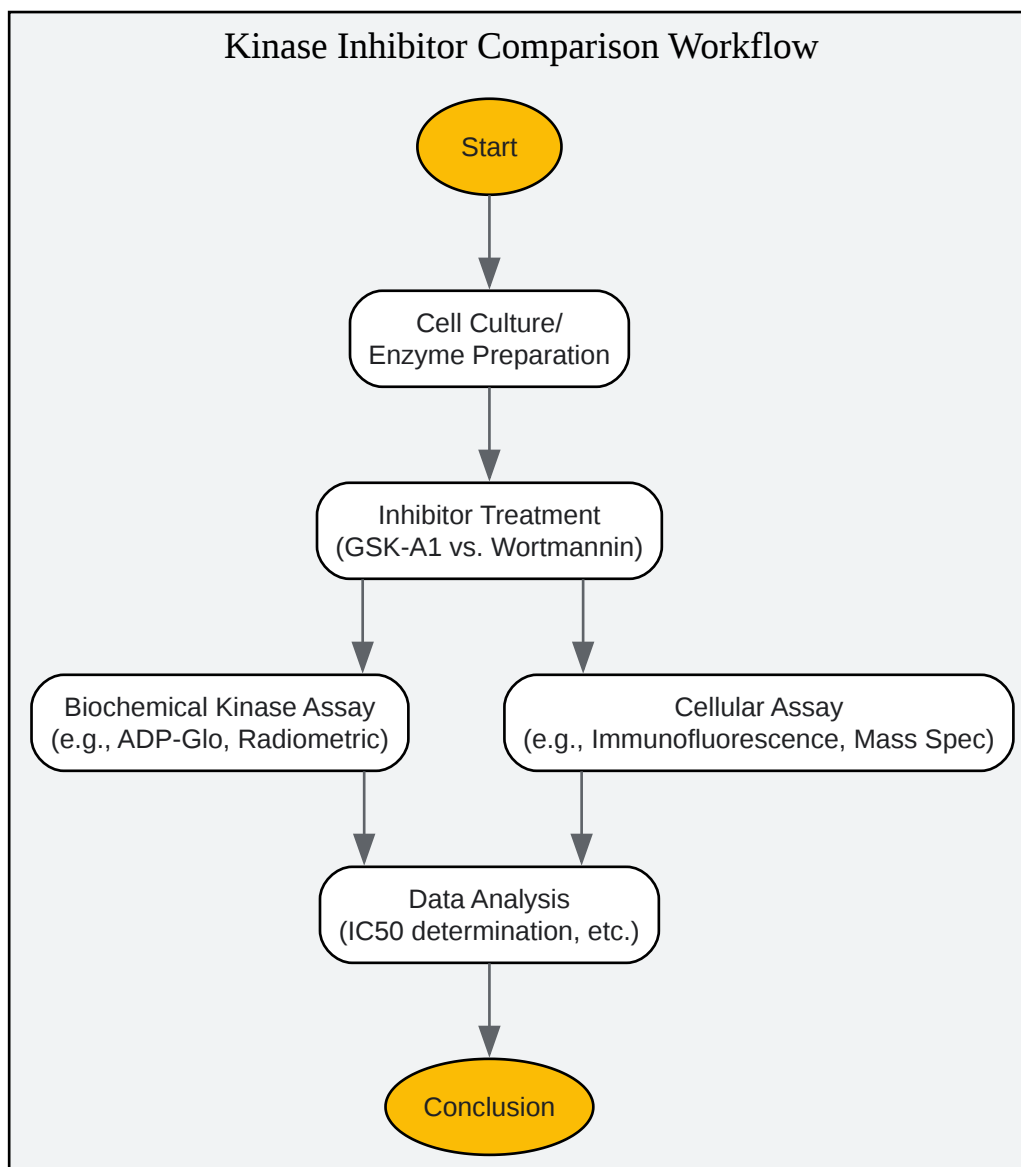 Kinase Inhibitor Comparison Workflow
Start
Cell Culture/
Enzyme Preparation
Inhibitor Treatment
(GSK-A1 vs. Wortmannin)
Biochemical Kinase Assay
(e.g., ADP-Glo, Radiometric)
Cellular Assay
(e.g., Immunofluorescence, Mass Spec)
Data Analysis
(IC50 determination, etc.)
Conclusion